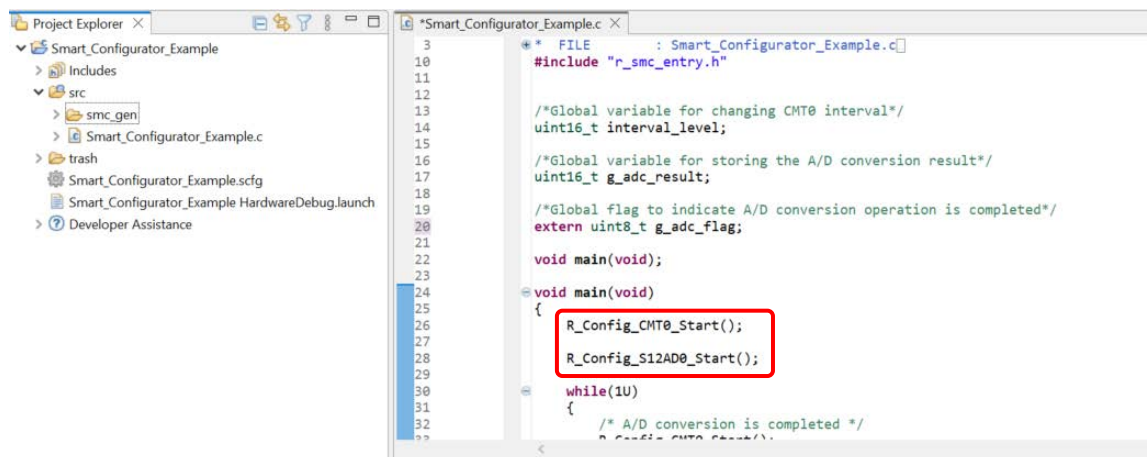 Project Explorer
Smart_Configurator_Example
Includes
src
smc_gen
Smart_Configurator_Example.c
trash
Smart_Configurator_Example.scfg
Smart_Configurator_Example HardwareDebug.launch
Developer Assistance
*Smart_Configurator_Example.c
3 * FILE : Smart_Configurator_Example.c
10 #include "r_smc_entry.h"
11
12
13 /*Global variable for changing CMT0 interval*/
14 uint16_t interval_level;
15
16 /*Global variable for storing the A/D conversion result*/
17 uint16_t g_adc_result;
18
19 /*Global flag to indicate A/D conversion operation is completed*/
20 extern uint8_t g_adc_flag;
21
22 void main(void);
23
24 void main(void)
25 {
26 R_Config_CMT0_Start();
27
28 R_Config_S12AD0_Start();
29
30 while(1U)
31 {
32 /* A/D conversion is completed */
33 R_Config_CMT0_Start();